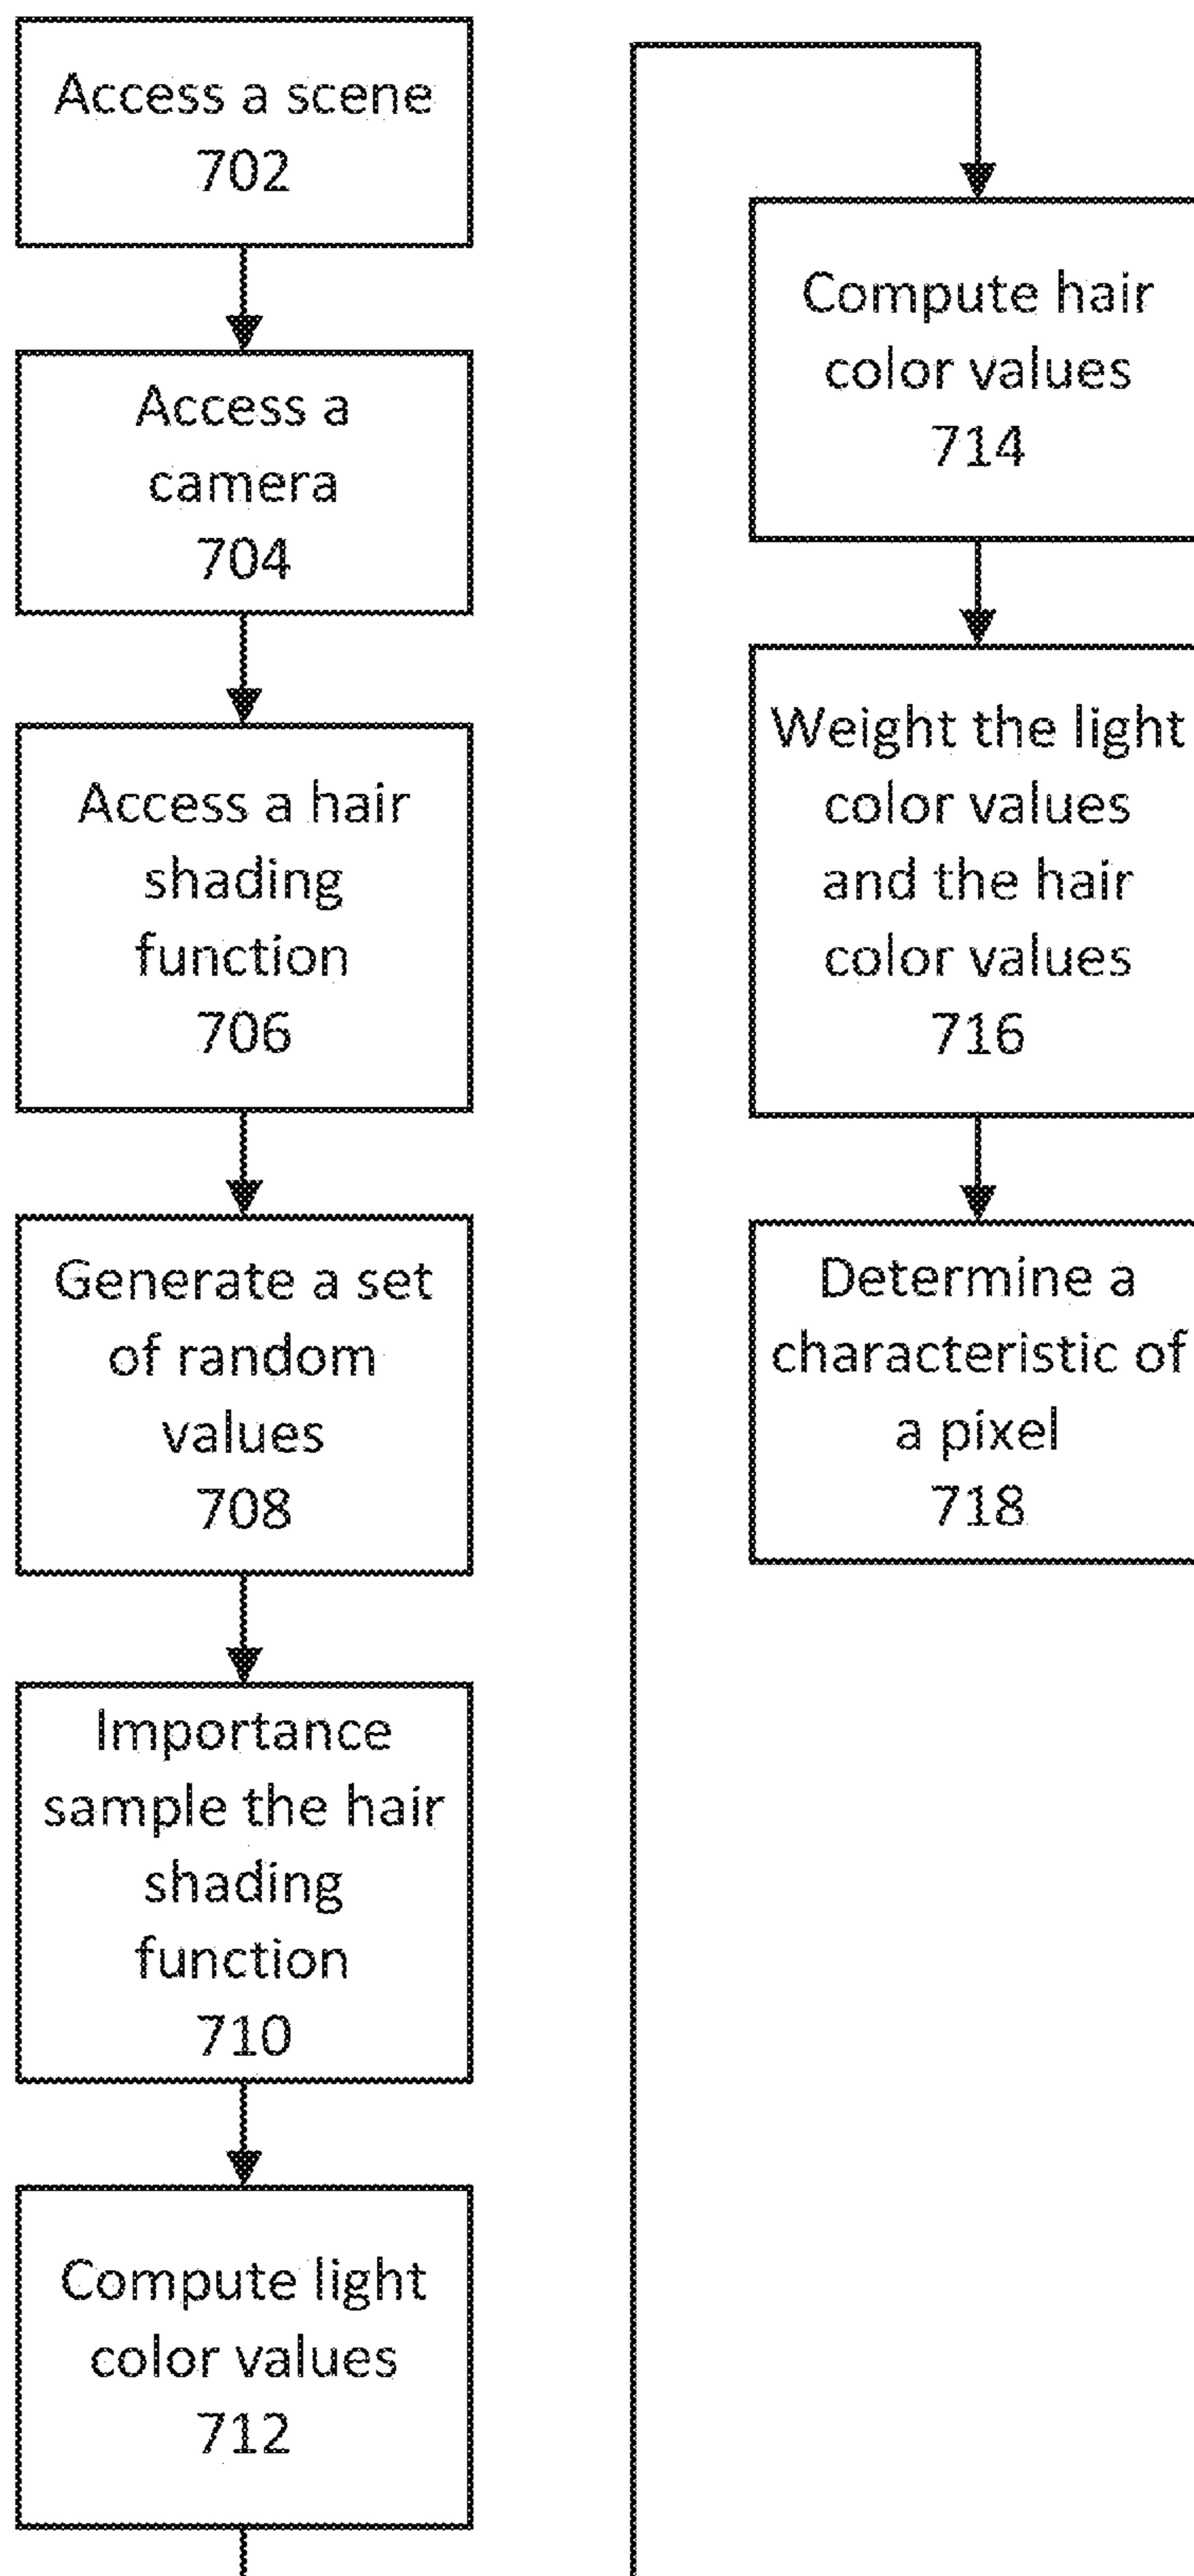 Access a scene
702
Access a
camera
704
Access a hair
shading
function
706
Generate a set
of random
values
708
Importance
sample the hair
shading
function
710
Compute light
color values
712
Compute hair
color values
714
Weight the light
color values
and the hair
color values
716
Determine a
characteristic of
a pixel
718